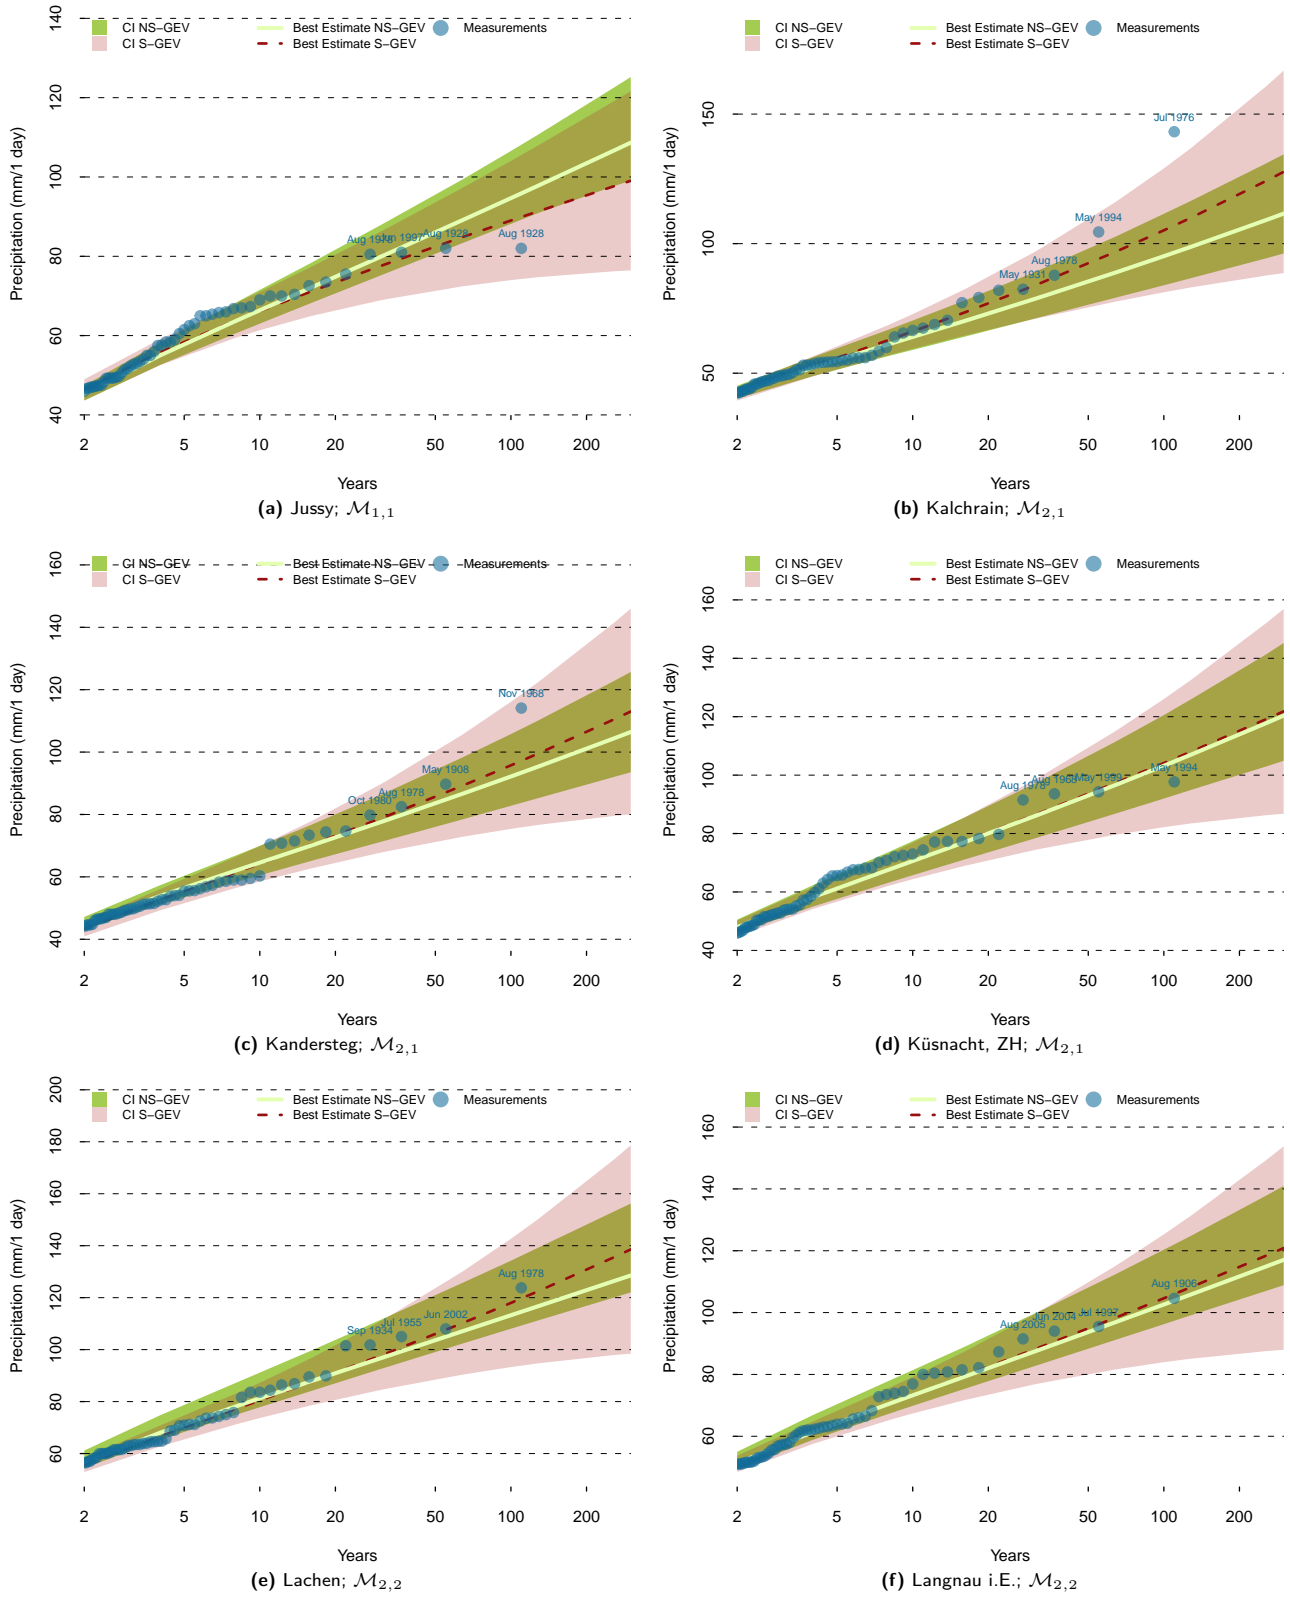 CI NS−GEV Best Estimate NS−GEV Measurements
CI S−GEV Best Estimate S−GEV
Precipitation (mm/1 day)
140
120
100
80
60
40
Aug 1978 Jun 1997 Aug 1928 Aug 1928
2 5 10 20 50 100 200
Years
(a) Jussy; M1,1
CI NS−GEV Best Estimate NS−GEV Measurements
CI S−GEV Best Estimate S−GEV
Precipitation (mm/1 day)
150
100
50
Jul 1976
May 1994
Aug 1978
May 1931
2 5 10 20 50 100 200
Years
(b) Kalchrain; M2,1
CI NS−GEV Best Estimate NS−GEV Measurements
CI S−GEV Best Estimate S−GEV
Precipitation (mm/1 day)
160
140
120
100
80
60
40
Nov 1968
May 1908
Aug 1978
Oct 1980
2 5 10 20 50 100 200
Years
(c) Kandersteg; M2,1
CI NS−GEV Best Estimate NS−GEV Measurements
CI S−GEV Best Estimate S−GEV
Precipitation (mm/1 day)
160
140
120
100
80
60
40
Aug 1978 Aug 1968 May 1999 May 1994
2 5 10 20 50 100 200
Years
(d) Küsnacht, ZH; M2,1
CI NS−GEV Best Estimate NS−GEV Measurements
CI S−GEV Best Estimate S−GEV
Precipitation (mm/1 day)
200
180
160
140
120
100
80
60
Aug 1978
Jun 2002
Jul 1955
Sep 1934
2 5 10 20 50 100 200
Years
(e) Lachen; M2,2
CI NS−GEV Best Estimate NS−GEV Measurements
CI S−GEV Best Estimate S−GEV
Precipitation (mm/1 day)
160
140
120
100
80
60
Aug 1906
Jul 1997
Jun 2004
Aug 2005
2 5 10 20 50 100 200
Years
(f) Langnau i.E.; M2,2